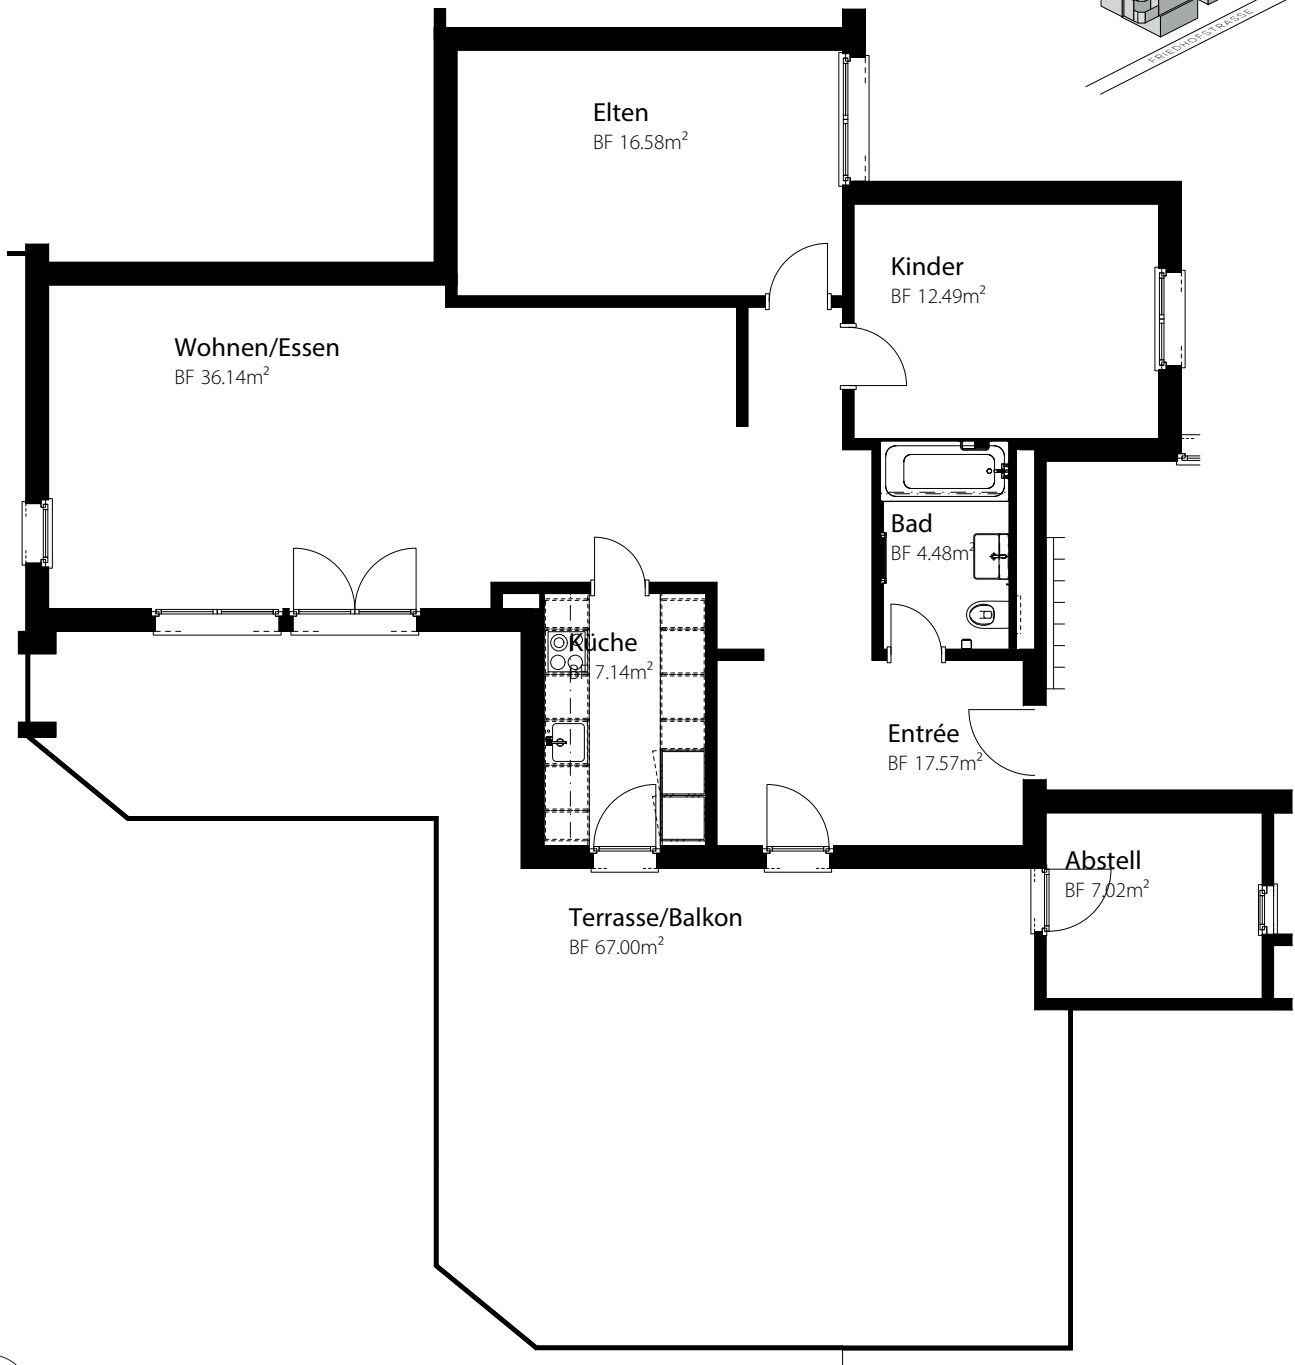 FRIEDHOFSTRASSE
Elten
BF 16.58m²
Kinder
BF 12.49m²
Wohnen/Essen
BF 36.14m²
Bad
BF 4.48m²
Küche
BF 7.14m²
Entrée
BF 17.57m²
Abstell
BF 7.02m²
Terrasse/Balkon
BF 67.00m²